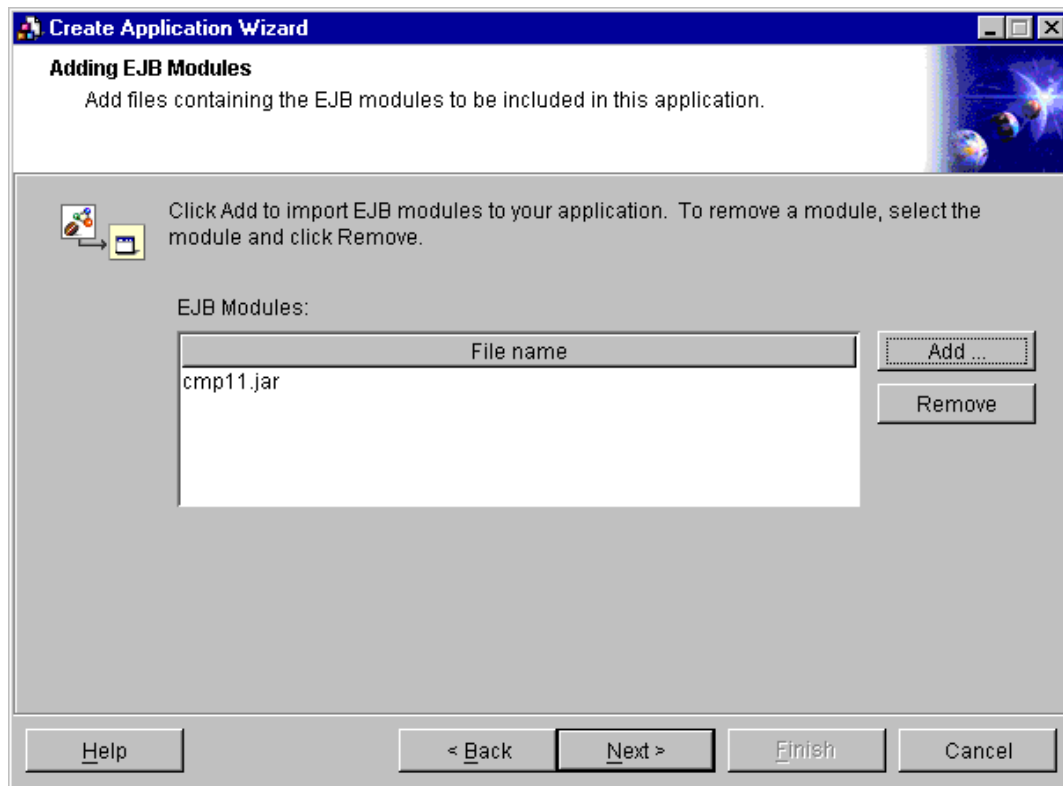 Create Application Wizard
Adding EJB Modules
Add files containing the EJB modules to be included in this application.
Click Add to import EJB modules to your application. To remove a module, select the
module and click Remove.
EJB Modules:
File name
Add ...
cmp11.jar
Remove
Help
< Back
Next >
Finish
Cancel